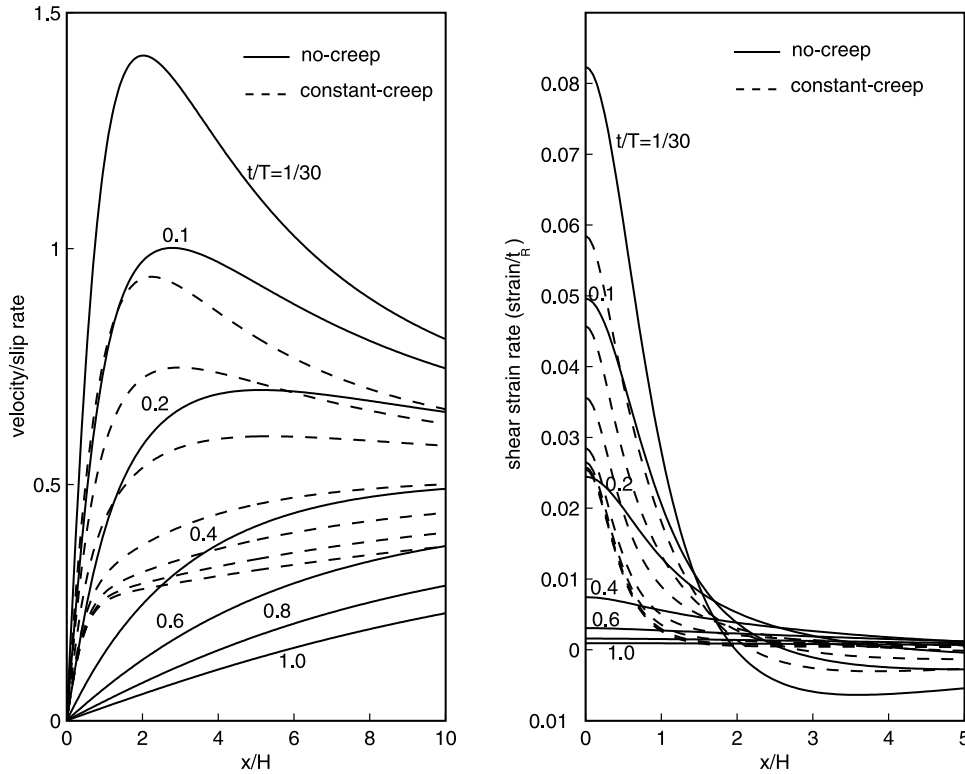 1.5
1
0.5
0
velocity/slip rate
no-creep
constant-creep
t/T=1/30
0.1
0.2
0.4
0.6
0.8
1.0
0 2 4 6 8 10
x/H
0.08
0.07
0.06
0.05
0.04
0.03
0.02
0.01
0
0.01
shear strain rate (strain/t_R)
no-creep
constant-creep
t/T=1/30
0.1
0.2
0.4
0.6
1.0
0 1 2 3 4 5
x/H